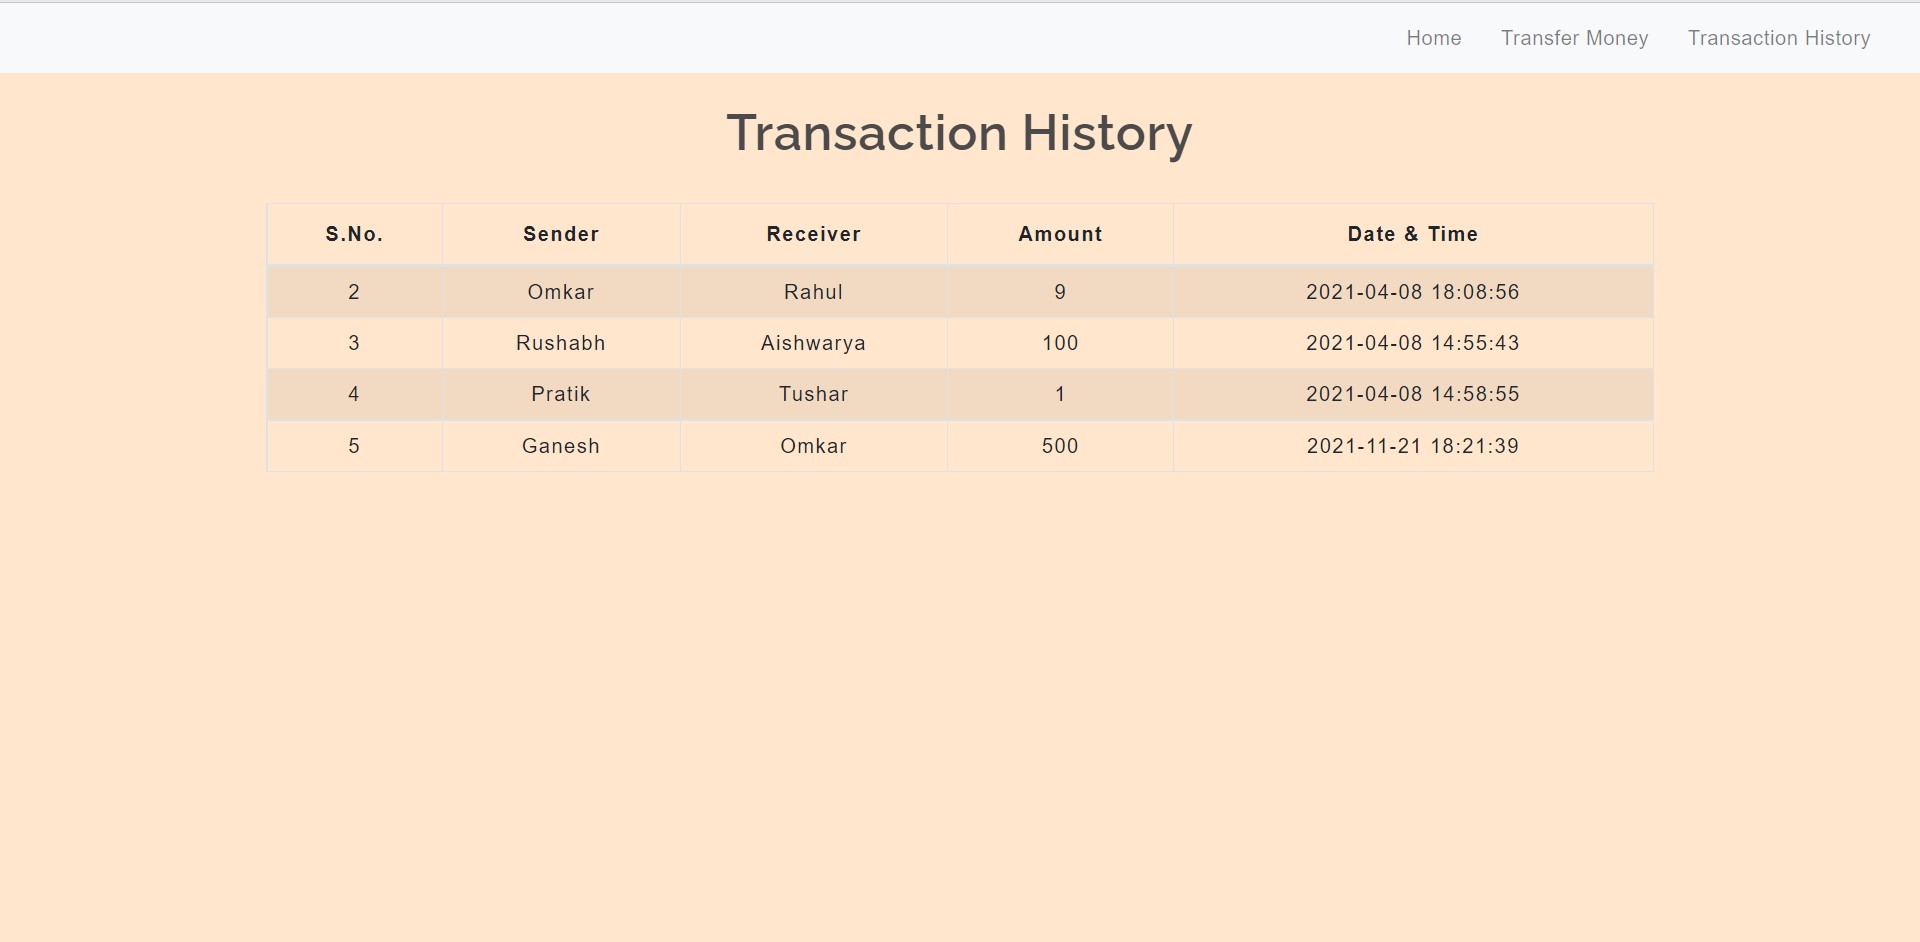 Home Transfer Money Transaction History
Transaction History
S.No. Sender Receiver Amount Date & Time
2 Omkar Rahul 9 2021-04-08 18:08:56
3 Rushabh Aishwarya 100 2021-04-08 14:55:43
4 Pratik Tushar 1 2021-04-08 14:58:55
5 Ganesh Omkar 500 2021-11-21 18:21:39